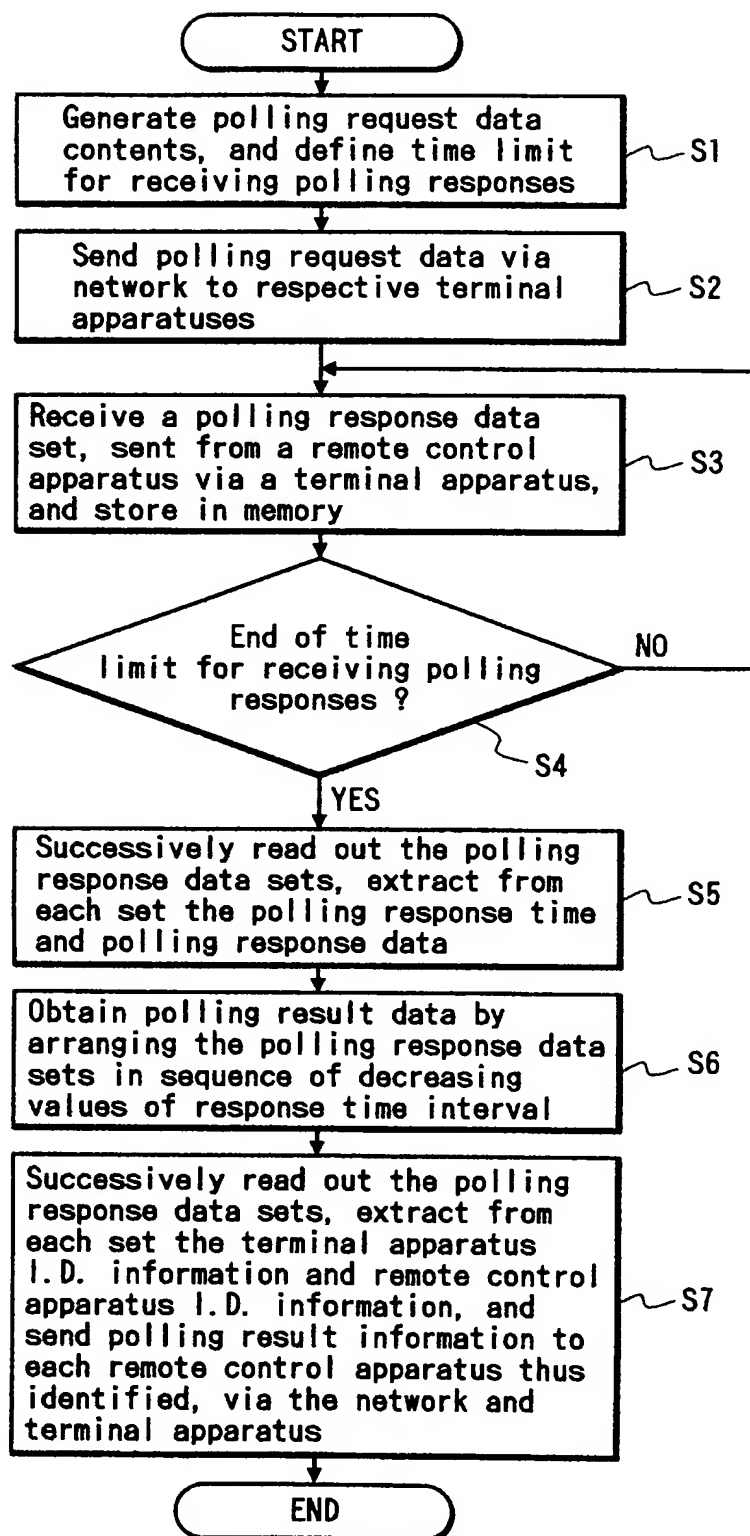 START
Generate polling request data
contents, and define time limit
for receiving polling responses
S1
Send polling request data via
network to respective terminal
apparatuses
S2
Receive a polling response data
set, sent from a remote control
apparatus via a terminal apparatus,
and store in memory
S3
End of time
limit for receiving polling
responses ?
NO
S4
YES
Successively read out the polling
response data sets, extract from
each set the polling response time
and polling response data
S5
Obtain polling result data by
arranging the polling response data
sets in sequence of decreasing
values of response time interval
S6
Successively read out the polling
response data sets, extract from
each set the terminal apparatus
I.D. information and remote control
apparatus I.D. information, and
send polling result information to
each remote control apparatus thus
identified, via the network and
terminal apparatus
S7
END